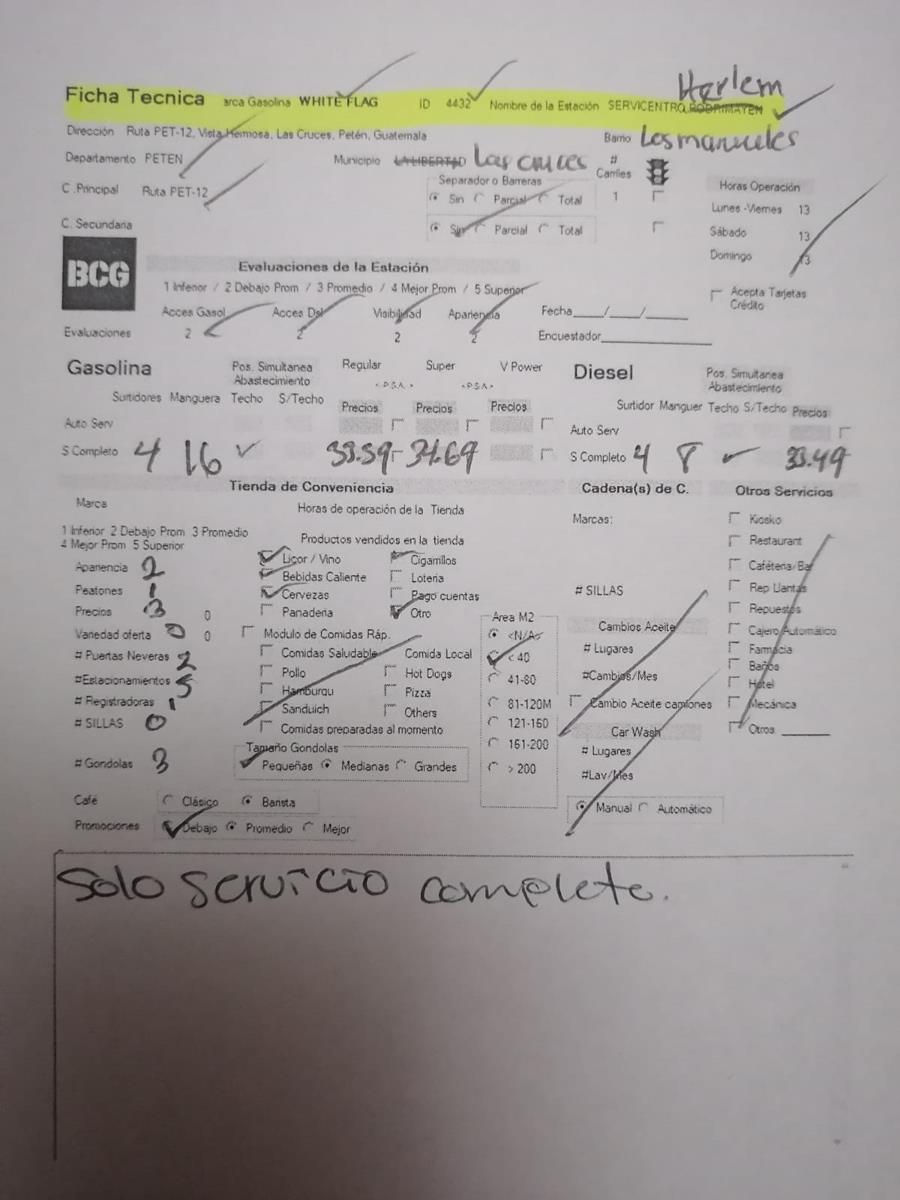 Harlem
Ficha Tecnica arca Gasolina WHITE FLAG ID 4432 Nombre de la Estación SERVICENTRO RODRIMAYEN
Dirección Ruta PET-12, Vista Hermosa, Las Cruces, Petén, Guatemala Barrio Los manueles
Departamento PETEN Municipio LA LIBERTAD Las cruces # Carriles
C .Principal Ruta PET-12 Separador o Barreras Horas Operación
Sin Parcial Total 1 Lunes -Viernes 13
C. Secundaria Sin Parcial Total Sábado 13
Domingo 13
BCG Evaluaciones de la Estación
1 Inferior / 2 Debajo Prom / 3 Promedio / 4 Mejor Prom / 5 Superior Acepta Tarjetas Crédito
Acces Gasol Acces Dsl Visibilidad Apariencia Fecha____/____/____
Evaluaciones 2 2 2 2 Encuestador
Gasolina Pos. Simultanea Abastecimiento Regular Super V Power Diesel Pos. Simultanea Abastecimiento
<.P.S.A.> <.P.S.A.>
Surtidores Manguera Techo S/Techo Precios Precios Precios Surtidor Manguer Techo S/Techo Precios
Auto Serv Auto Serv
S Completo 4 16 33.59 34.69 S Completo 4 8 33.49
Tienda de Conveniencia Cadena(s) de C. Otros Servicios
Marca Horas de operación de la Tienda Marcas: Kiosko
1 Inferior 2 Debajo Prom 3 Promedio Productos vendidos en la tienda Restaurant
4 Mejor Prom 5 Superior
Apariencia 2 Licor / Vino Cigarrillos Cafétería/Bar
Peatones 1 Bebidas Caliente Loteria # SILLAS Rep Llantas
Precios 3 0 Cervezas Pago cuentas Repuestos
Panaderia Otro Area M2
Variedad oferta 0 0 Modulo de Comidas Ráp. <N/A> Cambios Aceite Cajero Automático
# Puertas Neveras 2 Comidas Saludable Comida Local < 40 # Lugares Farmacia
#Estacionamientos 5 Pollo Hot Dogs 41-80 #Cambios/Mes Baños
# Registradoras 1 Hamburgu Pizza 81-120M Cambio Aceite camiones Hotel
# SILLAS 0 Sanduich Others 121-160 Mecánica
Comidas preparadas al momento 161-200 Car Wash Otros
Tamaño Gondolas # Lugares
# Gondolas 3 Pequeñas Medianas Grandes > 200 #Lav/Mes
Café Clásico Barista Manual Automático
Promociones Debajo Promedio Mejor
Solo servicio completo.